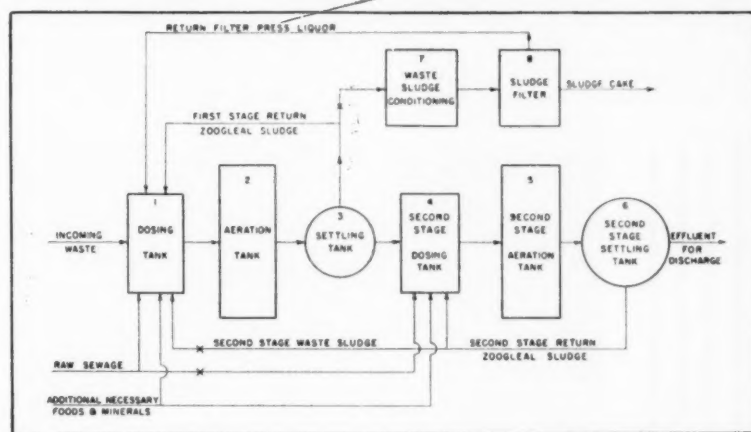 RETURN FILTER PRESS LIQUOR
7
WASTE
SLUDGE
CONDITIONING
8
SLUDGE
FILTER
SLUDGE CAKE
FIRST STAGE RETURN
ZOOGLEAL SLUDGE
INCOMING
WASTE
1
DOSING
TANK
2
AERATION
TANK
3
SETTLING
TANK
4
SECOND
STAGE
DOSING
TANK
5
SECOND
STAGE
AERATION
TANK
6
SECOND
STAGE
SETTLING
TANK
EFFLUENT
FOR
DISCHARGE
SECOND STAGE WASTE SLUDGE
SECOND STAGE RETURN
ZOOGLEAL SLUDGE
RAW SEWAGE
ADDITIONAL NECESSARY
FOODS & MINERALS